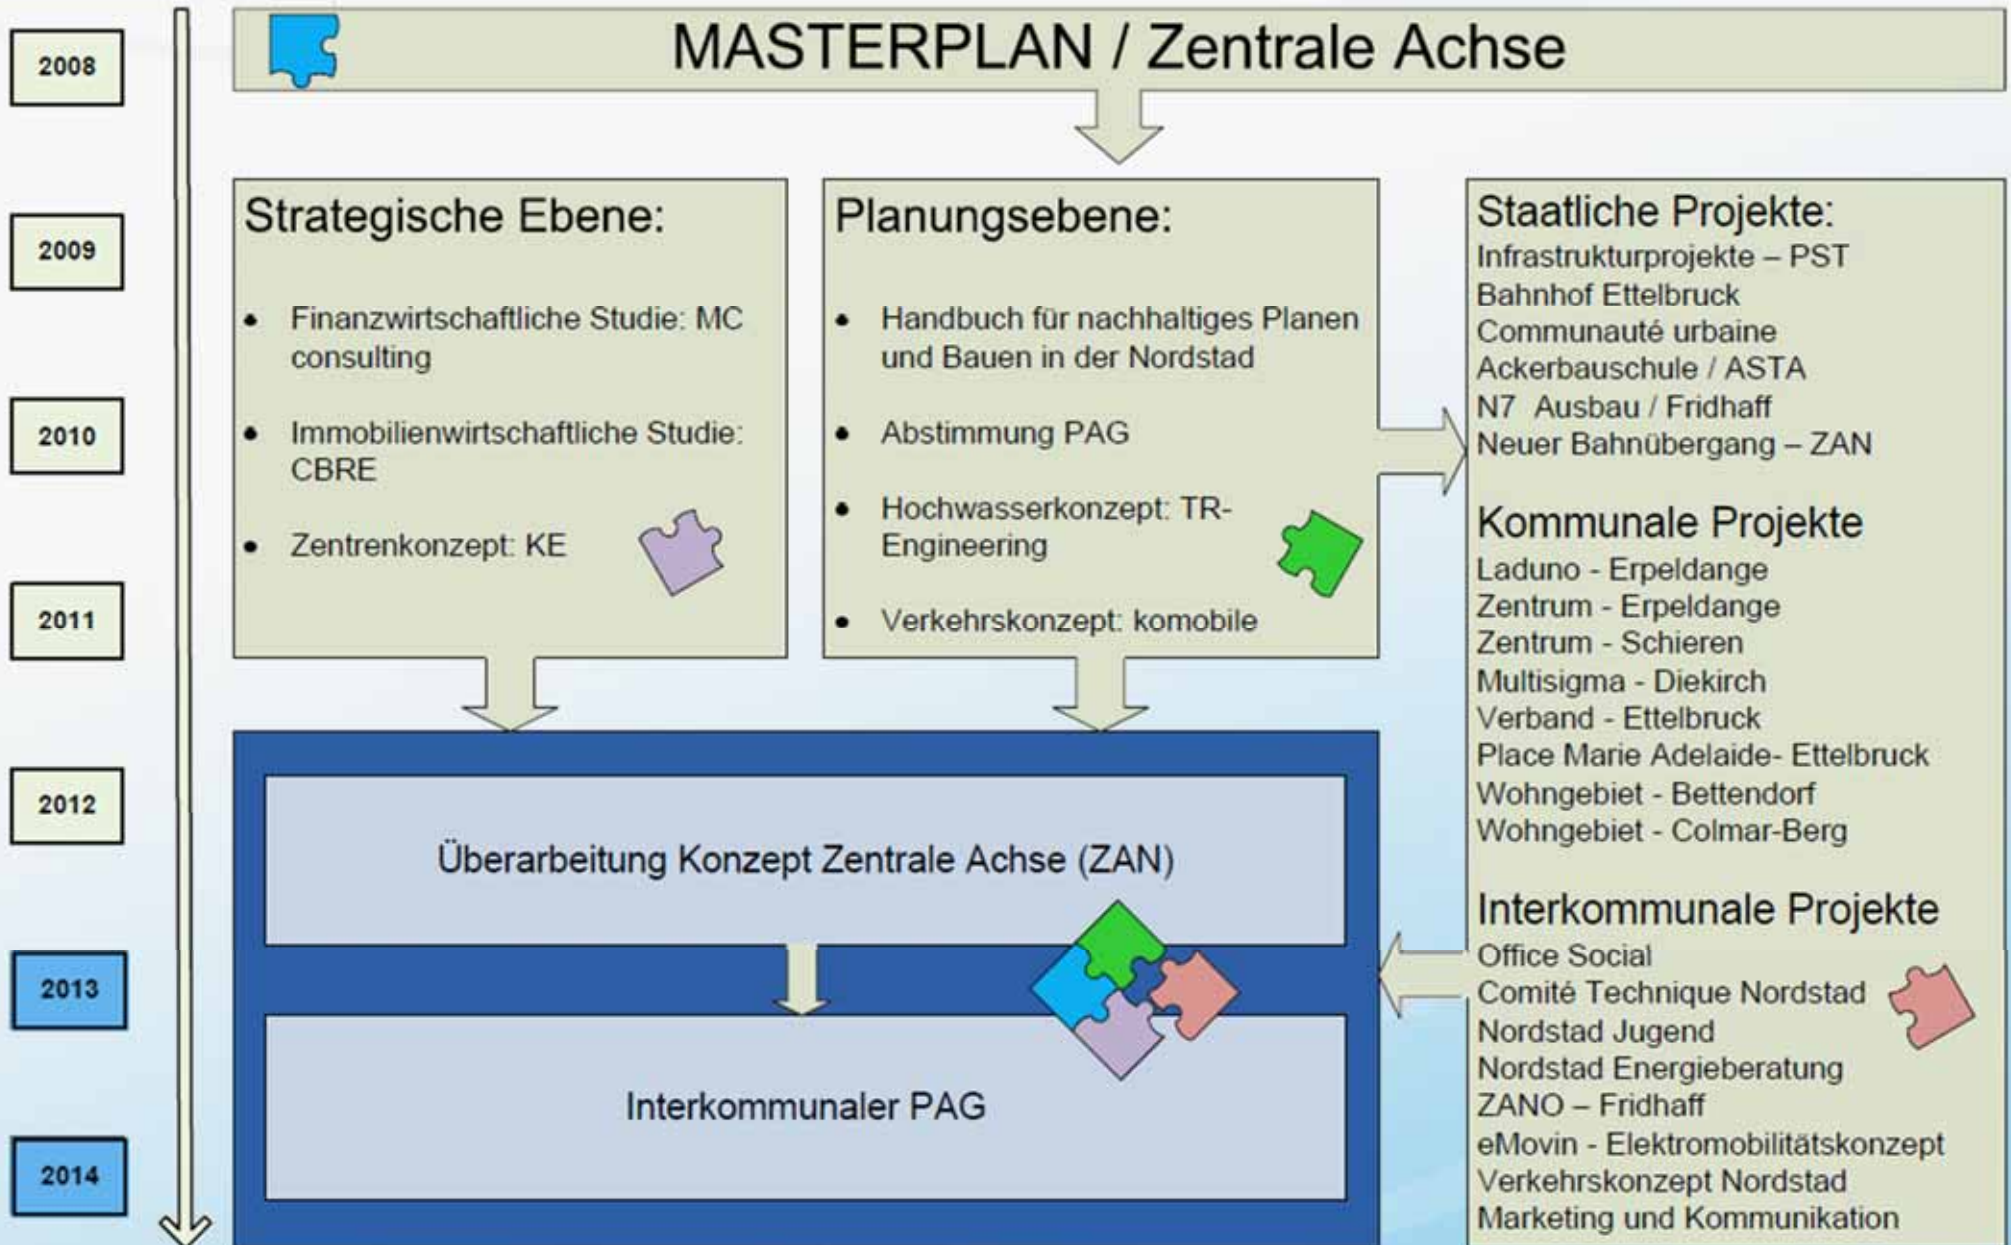 2008
2009
2010
2011
2012
2013
2014
MASTERPLAN / Zentrale Achse
Strategische Ebene:
• Finanzwirtschaftliche Studie: MC
consulting
• Immobilienwirtschaftliche Studie:
CBRE
• Zentrenkonzept: KE
Planungsebene:
• Handbuch für nachhaltiges Planen
und Bauen in der Nordstad
• Abstimmung PAG
• Hochwasserkonzept: TR-
Engineering
• Verkehrskonzept: komobile
Staatliche Projekte:
Infrastrukturprojekte – PST
Bahnhof Ettelbruck
Communauté urbaine
Ackerbauschule / ASTA
N7 Ausbau / Fridhaff
Neuer Bahnübergang – ZAN
Kommunale Projekte
Laduno - Erpeldange
Zentrum - Erpeldange
Zentrum - Schieren
Multisigma - Diekirch
Verband - Ettelbruck
Place Marie Adelaide- Ettelbruck
Wohngebiet - Bettendorf
Wohngebiet - Colmar-Berg
Interkommunale Projekte
Office Social
Comité Technique Nordstad
Nordstad Jugend
Nordstad Energieberatung
ZANO – Fridhaff
eMovin - Elektromobilitätskonzept
Verkehrskonzept Nordstad
Marketing und Kommunikation
Überarbeitung Konzept Zentrale Achse (ZAN)
Interkommunaler PAG